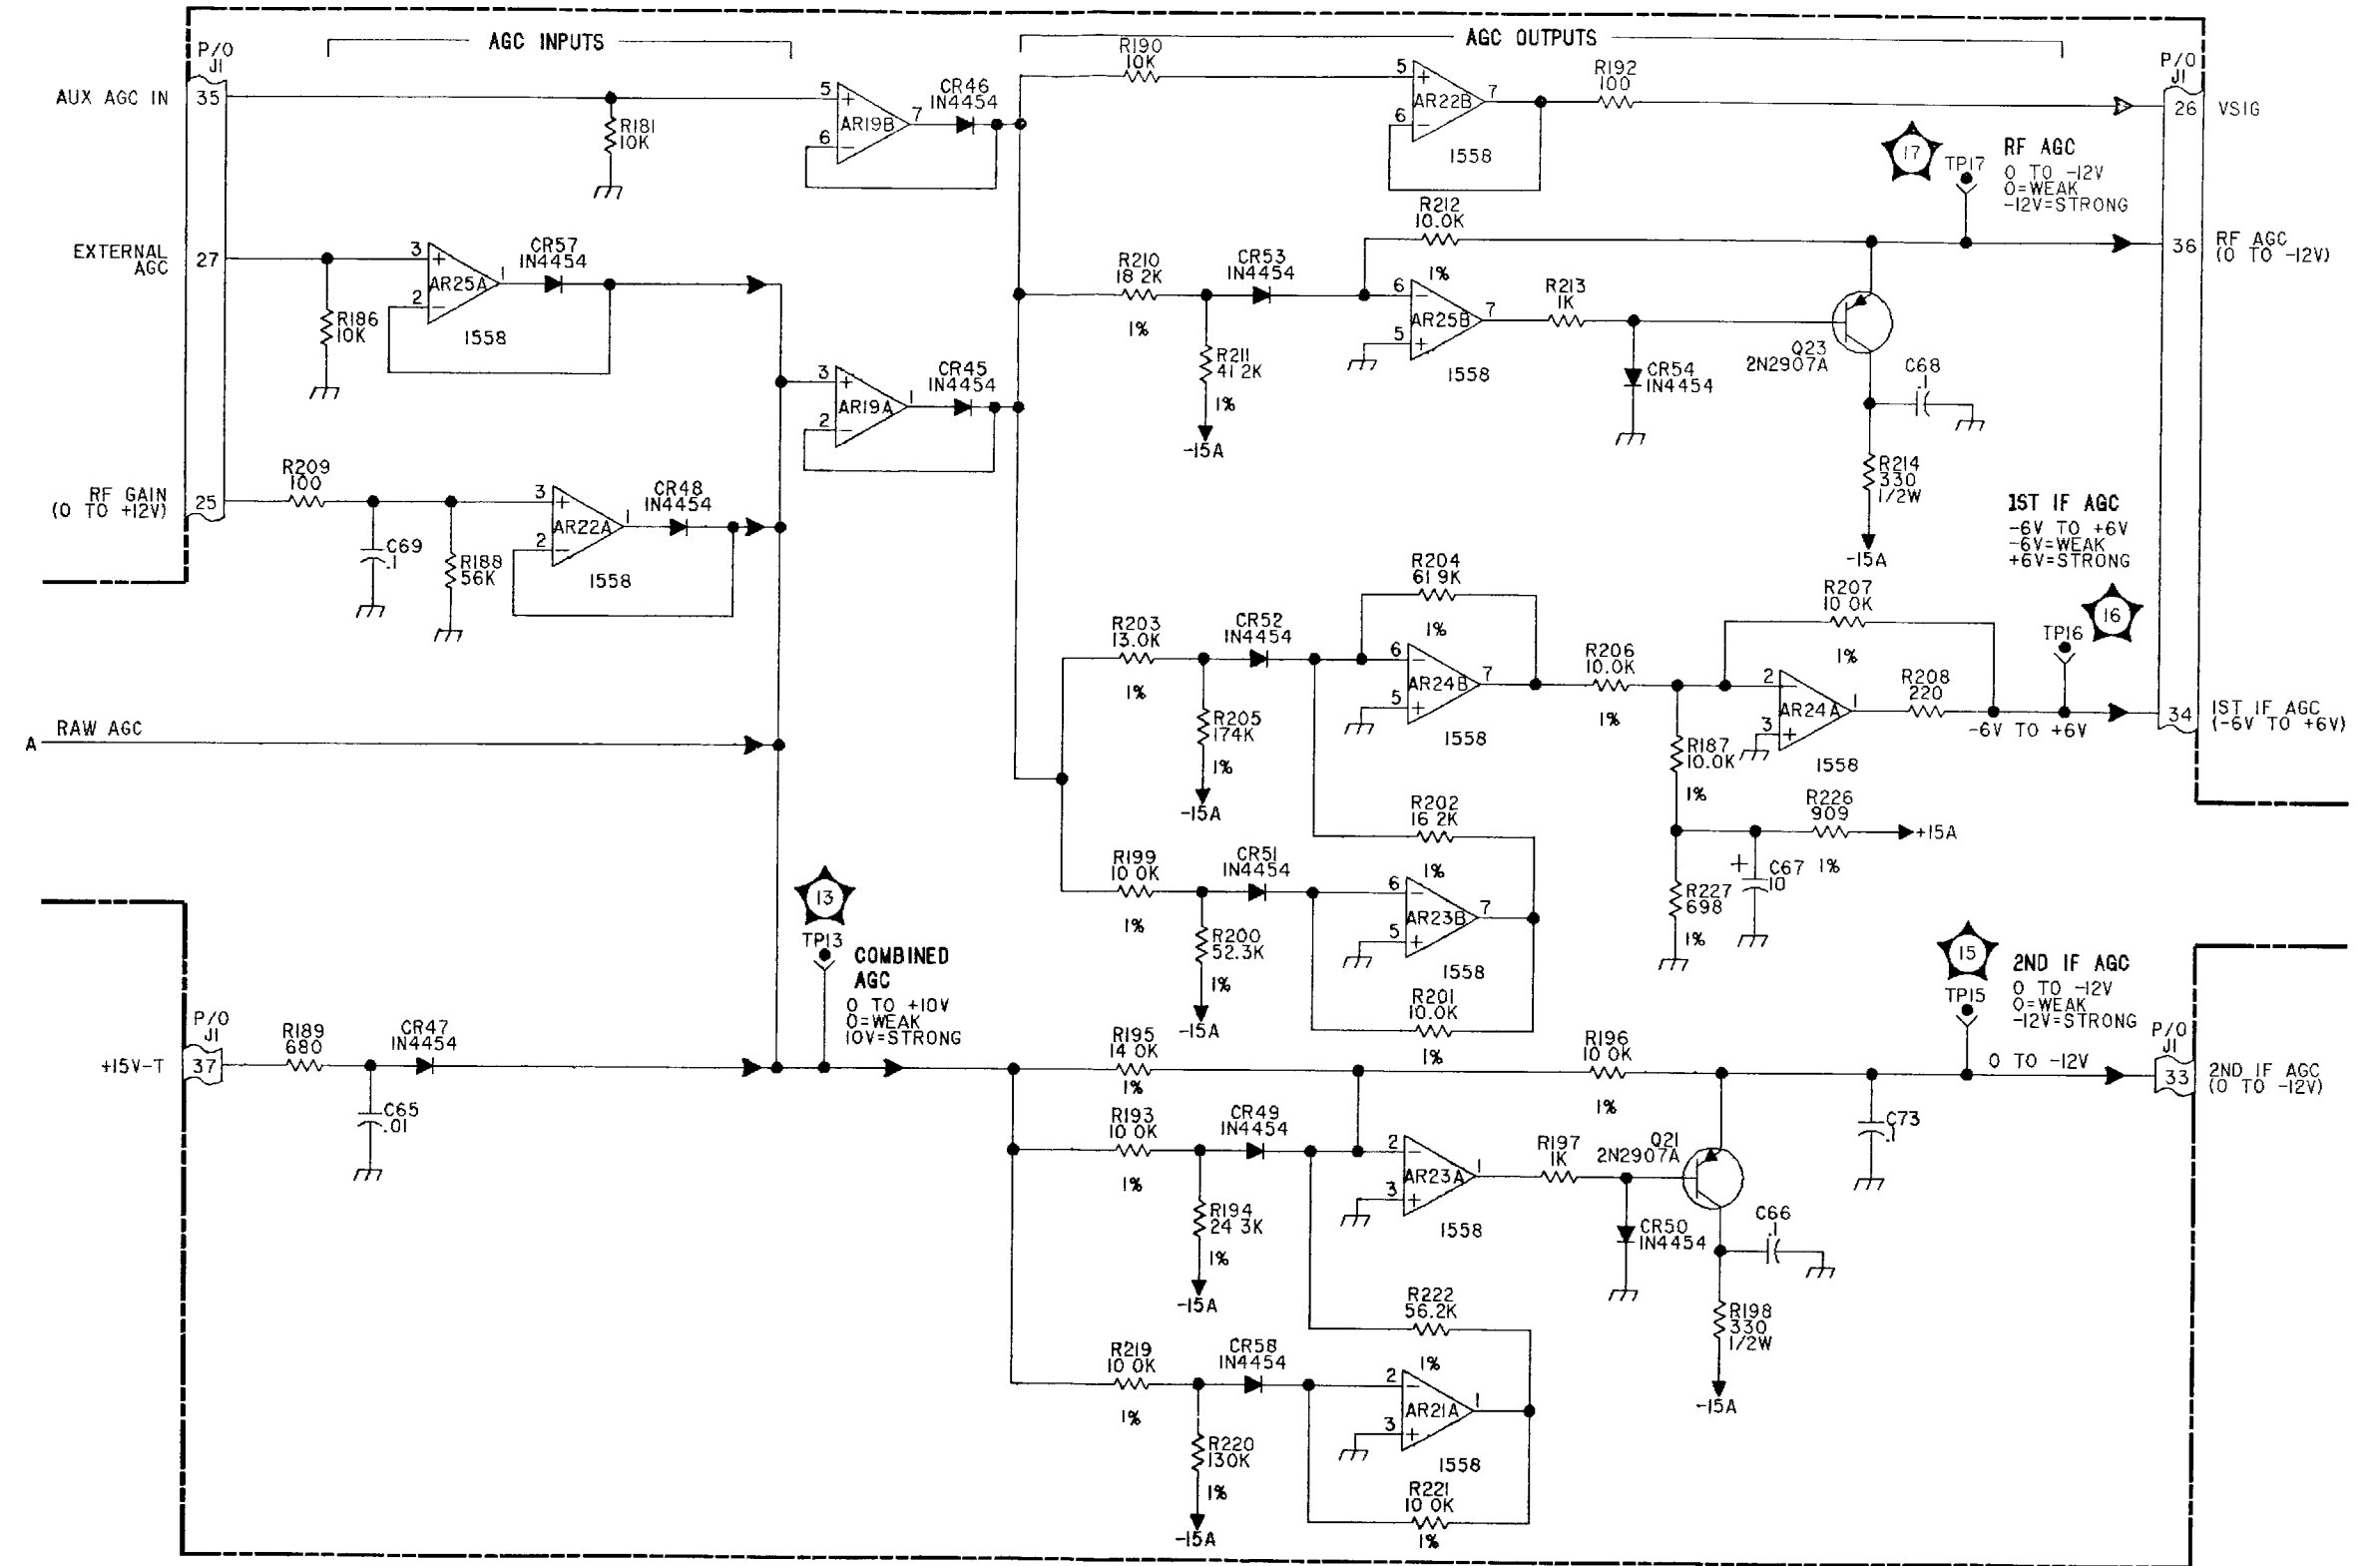 AGC INPUTS
AGC OUTPUTS
P/O
J1
AUX AGC IN
35
R181
10K
5
+
AR19B
6
−
7
CR46
IN4454
R190
10K
5
+
AR22B
6
−
7
1558
R192
100
P/O
J1
26
VSIG
17
TP17
RF AGC
0 TO -12V
0=WEAK
-12V=STRONG
EXTERNAL
AGC
27
R186
10K
3
+
AR25A
2
−
1
1558
CR57
IN4454
3
+
AR19A
2
−
1
CR45
IN4454
R210
18 2K
1%
R211
41 2K
1%
-15A
CR53
IN4454
R212
10.0K
1%
6
−
AR25B
5
+
7
1558
R213
1K
CR54
IN4454
Q23
2N2907A
C68
.1
R214
330
1/2W
-15A
36
RF AGC
(0 TO -12V)
RF GAIN
(0 TO +12V)
25
R209
100
C69
.1
R188
56K
3
+
AR22A
2
−
1
1558
CR48
IN4454
1ST IF AGC
-6V TO +6V
-6V=WEAK
+6V=STRONG
16
TP16
R203
13.0K
1%
R205
174K
1%
-15A
CR52
IN4454
R204
61 9K
1%
6
−
AR24B
5
+
7
1558
R206
10.0K
1%
R207
10 0K
1%
2
−
AR24A
3
+
1
1558
R208
220
-6V TO +6V
34
1ST IF AGC
(-6V TO +6V)
R187
10.0K
1%
R226
909
1%
+15A
+
C67
10
R227
698
1%
A
RAW AGC
R202
16 2K
1%
R199
10 0K
1%
R200
52.3K
1%
-15A
CR51
IN4454
6
−
AR23B
5
+
7
1558
R201
10.0K
1%
13
TP13
COMBINED
AGC
0 TO +10V
0=WEAK
10V=STRONG
15
TP15
2ND IF AGC
0 TO -12V
0=WEAK
-12V=STRONG
P/O
J1
+15V-T
37
R189
680
C65
.01
CR47
IN4454
R195
14 0K
1%
R196
10 0K
1%
0 TO -12V
P/O
J1
33
2ND IF AGC
(0 TO -12V)
R193
10 0K
1%
R194
24 3K
1%
-15A
CR49
IN4454
2
−
AR23A
3
+
1
1558
R197
1K
CR50
IN4454
Q21
2N2907A
C73
.1
C66
.1
R198
330
1/2W
-15A
R222
56.2K
1%
R219
10 0K
1%
R220
130K
1%
-15A
CR58
IN4454
2
−
AR21A
3
+
1
1558
R221
10 0K
1%